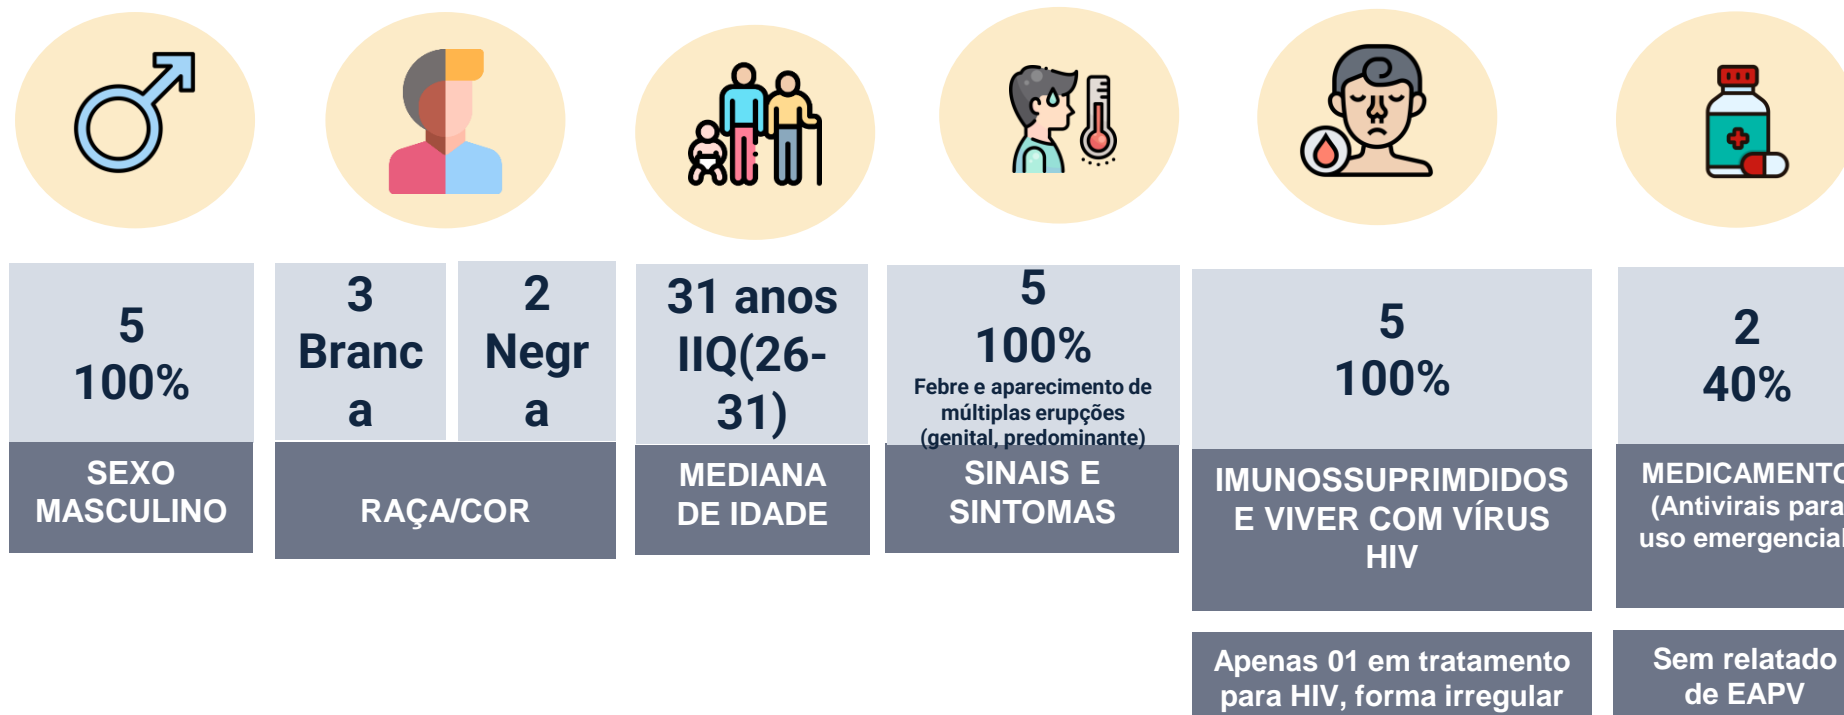 5
100%
SEXO
MASCULINO
3
Branc
a
2
Negr
a
RAÇA/COR
31 anos
IIQ(26-
31)
MEDIANA
DE IDADE
5
100%
Febre e aparecimento de
múltiplas erupções
(genital, predominante)
SINAIS E
SINTOMAS
5
100%
IMUNOSSUPRIMDIDOS
E VIVER COM VÍRUS
HIV
Apenas 01 em tratamento
para HIV, forma irregular
2
40%
MEDICAMENTO
(Antivirais para
uso emergencial
Sem relatado
de EAPV